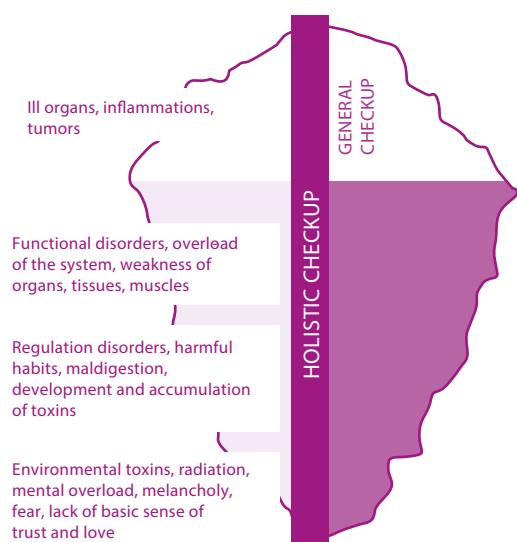 Ill organs, inflammations,
tumors
GENERAL
CHECKUP
HOLISTIC CHECKUP
Functional disorders, overload
of the system, weakness of
organs, tissues, muscles
Regulation disorders, harmful
habits, maldigestion,
development and accumulation
of toxins
Environmental toxins, radiation,
mental overload, melancholy,
fear, lack of basic sense of
trust and love